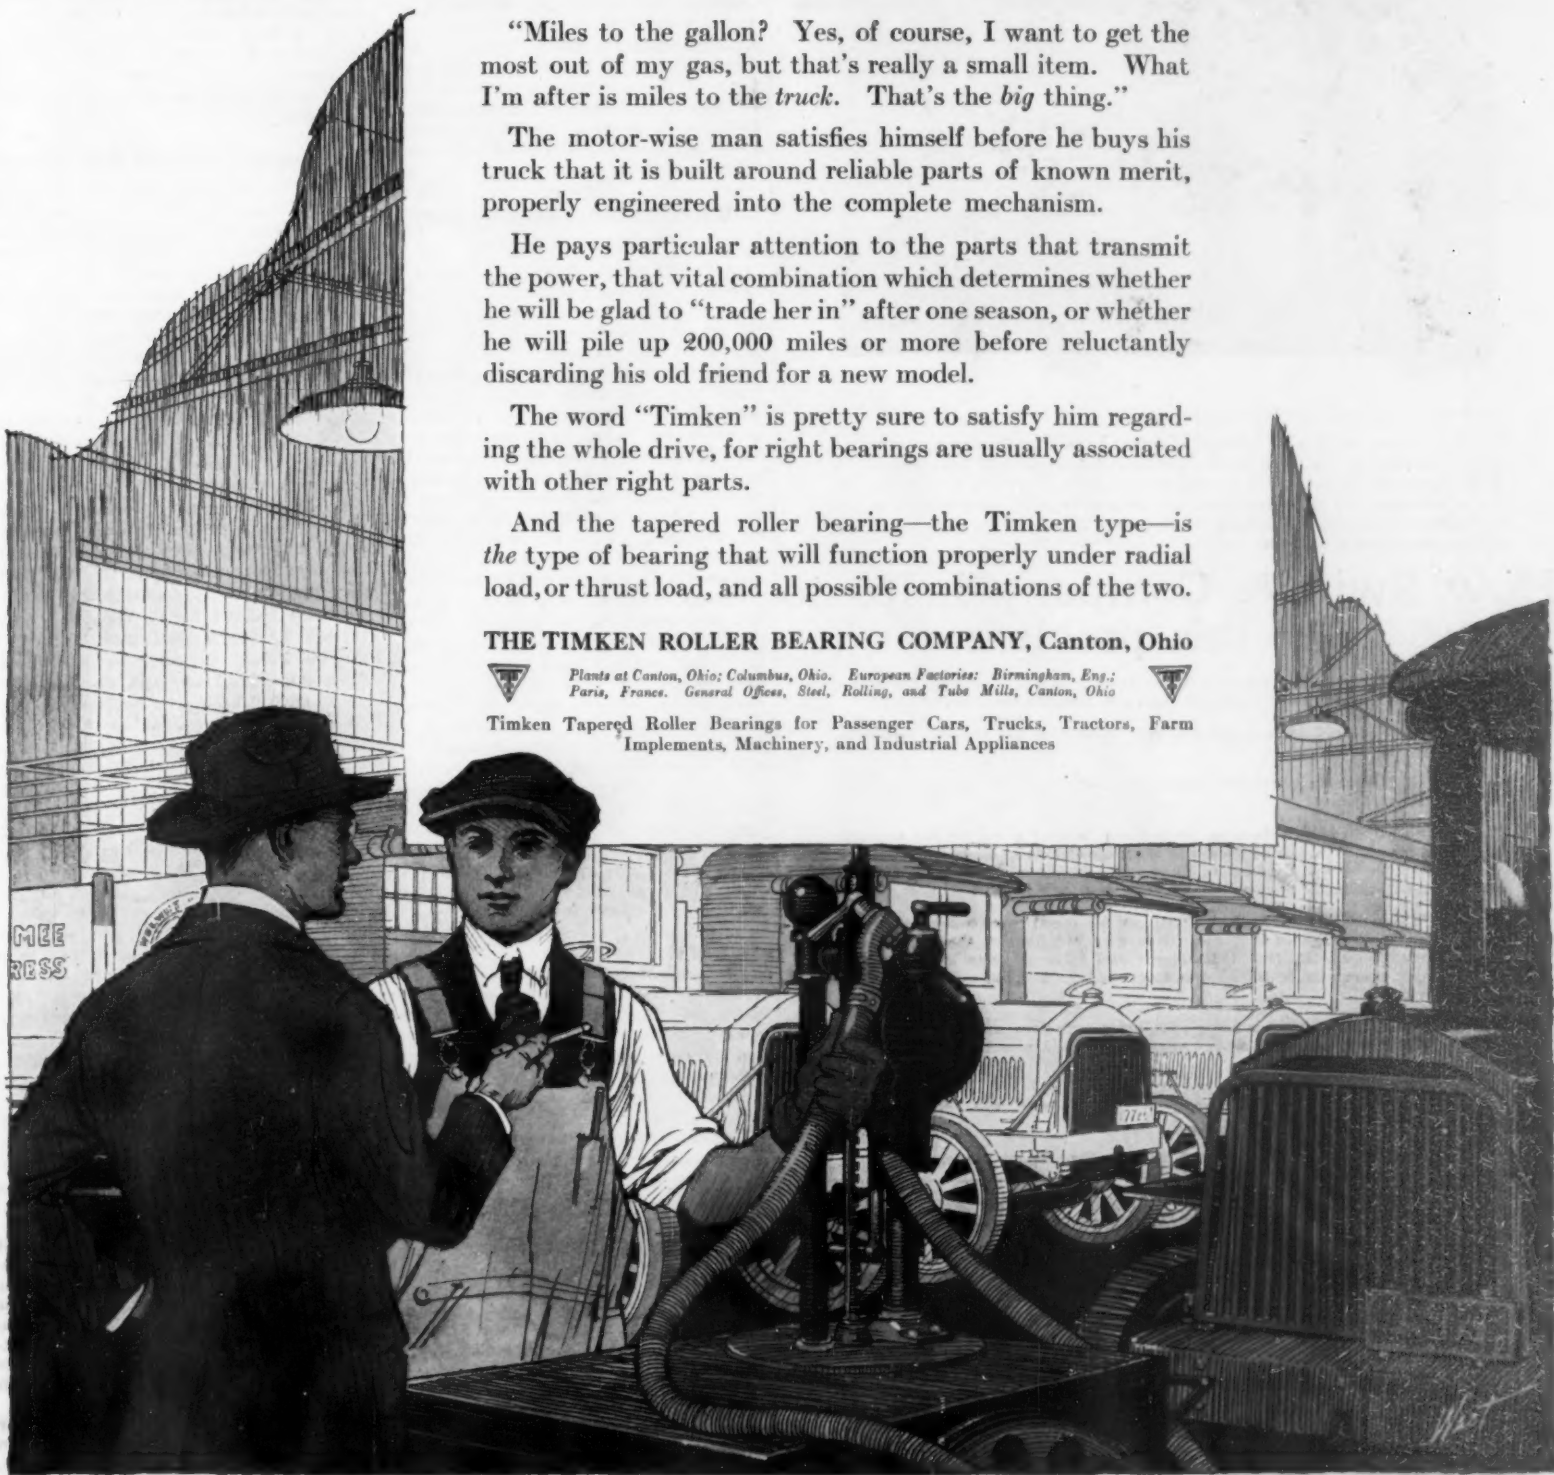 “Miles to the gallon? Yes, of course, I want to get the
most out of my gas, but that’s really a small item. What
I’m after is miles to the truck. That’s the big thing.”
The motor-wise man satisfies himself before he buys his
truck that it is built around reliable parts of known merit,
properly engineered into the complete mechanism.
He pays particular attention to the parts that transmit
the power, that vital combination which determines whether
he will be glad to “trade her in” after one season, or whether
he will pile up 200,000 miles or more before reluctantly
discarding his old friend for a new model.
The word “Timken” is pretty sure to satisfy him regard-
ing the whole drive, for right bearings are usually associated
with other right parts.
And the tapered roller bearing—the Timken type—is
the type of bearing that will function properly under radial
load, or thrust load, and all possible combinations of the two.
THE TIMKEN ROLLER BEARING COMPANY, Canton, Ohio
Plants at Canton, Ohio; Columbus, Ohio. European Factories: Birmingham, Eng.;
Paris, France. General Offices, Steel, Rolling, and Tube Mills, Canton, Ohio
Timken Tapered Roller Bearings for Passenger Cars, Trucks, Tractors, Farm
Implements, Machinery, and Industrial Appliances
MEE
RESS